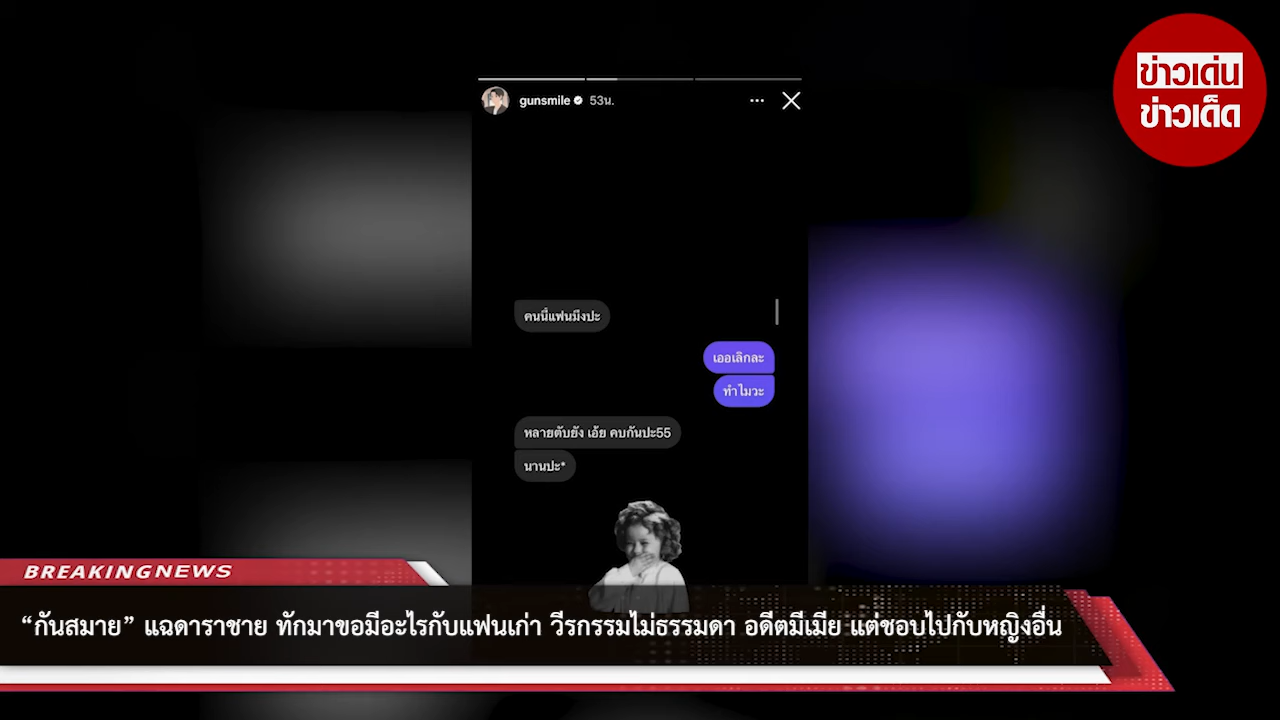 ข่าวเด่น
ข่าวเด็ด
gunsmile 53น.
คนนี้แฟนมึงปะ
เออเลิกละ
ทำไมวะ
หลายตับยัง เอ้ย คบกันปะ55
นานปะ*
BREAKINGNEWS
“กันสมาย” แฉดาราชาย ทักมาขอมีอะไรกับแฟนเก่า วีรกรรมไม่ธรรมดา อดีตมีเมีย แต่ชอบไปกับหญิงอื่น